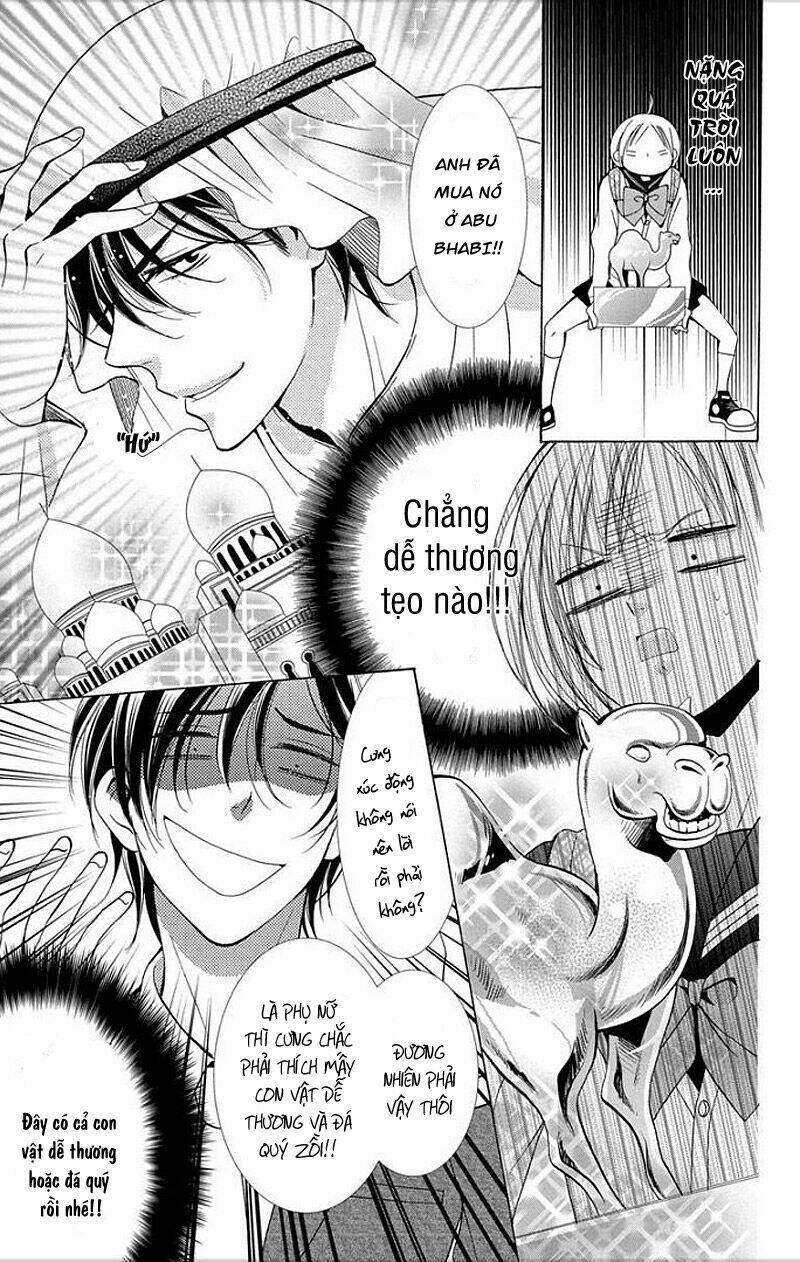 NẶNG
QUÁ
TRỜI
LUÔN
...
ANH ĐÃ
MUA NÓ
Ở ABU
BHABI!!
"Hứ"
Chẳng
dễ thương
tẹo nào!!!
Cưng
xúc động
không nói
nên lời
rồi phải
không?
ĐƯƠNG
NHIÊN PHẢI
VẬY THÔI
LÀ PHỤ NỮ
THÌ CƯNG CHẮC
PHẢI THÍCH MẤY
CON VẬT DỄ
THƯƠNG VÀ ĐÁ
QUÝ ZỒI!!
Đây có cả con
vật dễ thương
hoặc đá quý
rồi nhé!!